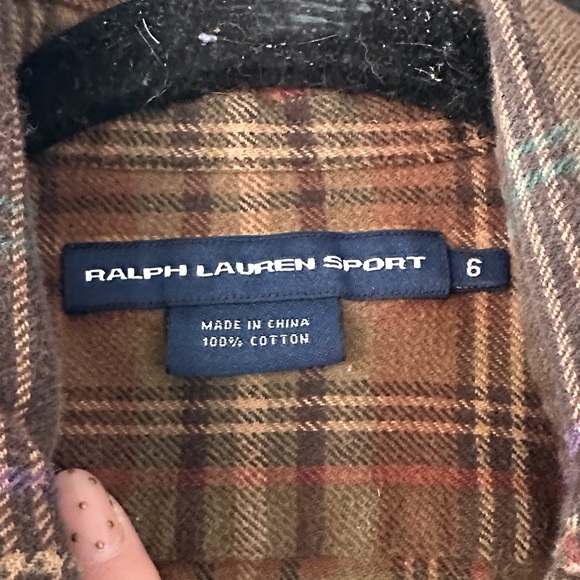 RALPH LAUREN SPORT 6
MADE IN CHINA
100% COTTON